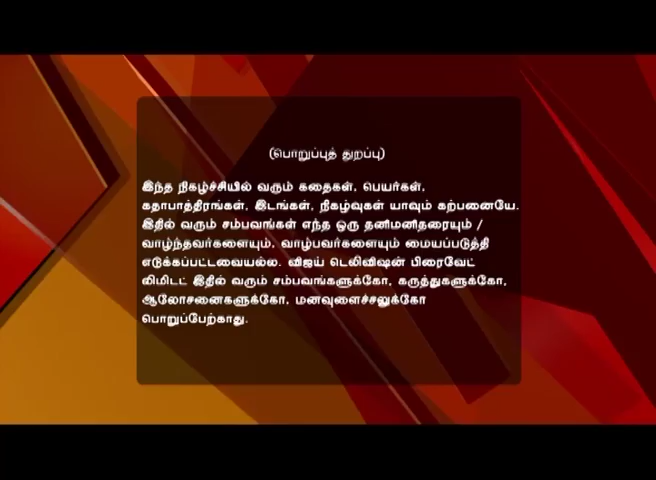 (பொறுப்புத் துறப்பு)
இந்த நிகழ்ச்சியில் வரும் கதைகள், பெயர்கள்,
கதாபாத்திரங்கள், இடங்கள், நிகழ்வுகள் யாவும் கற்பனையே.
இதில் வரும் சம்பவங்கள் எந்த ஒரு தனிமனிதரையும் /
வாழ்ந்தவர்களையும், வாழ்பவர்களையும் மையப்படுத்தி
எடுக்கப்பட்டவையல்ல. விஜய் டெலிவிஷன் பிரைவேட்
லிமிடட் இதில் வரும் சம்பவங்களுக்கோ, கருத்துகளுக்கோ,
ஆலோசனைகளுக்கோ, மனவுளைச்சலுக்கோ
பொறுப்பேற்காது.